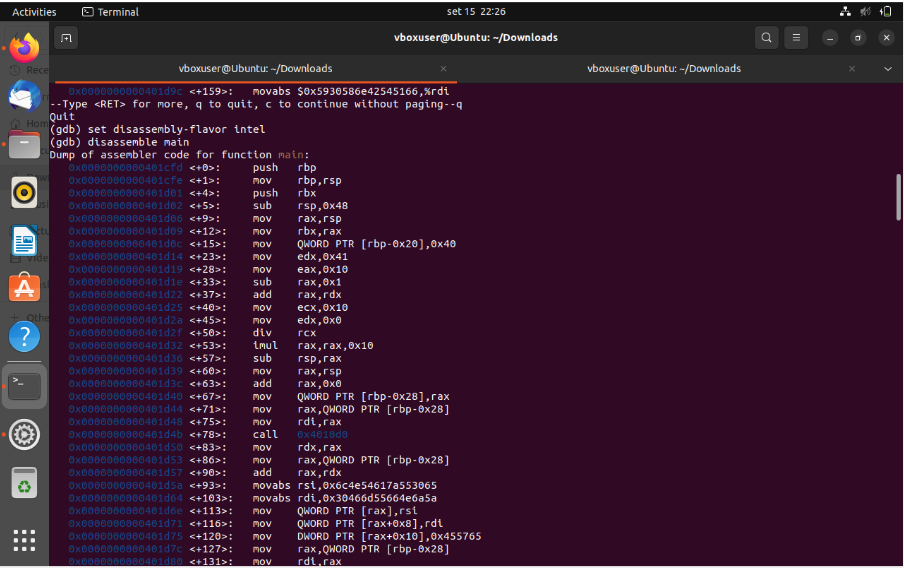 Activities Terminal set 15 22:26
vboxuser@Ubuntu: ~/Downloads
vboxuser@Ubuntu: ~/Downloads × vboxuser@Ubuntu: ~/Downloads ×
0x0000000000401d9c <+159>: movabs $0x5930586e42545166,%rdi
--Type <RET> for more, q to quit, c to continue without paging--q
Quit
(gdb) set disassembly-flavor intel
(gdb) disassemble main
Dump of assembler code for function main:
0x0000000000401cfd <+0>: push rbp
0x0000000000401cfe <+1>: mov rbp,rsp
0x0000000000401d01 <+4>: push rbx
0x0000000000401d02 <+5>: sub rsp,0x48
0x0000000000401d06 <+9>: mov rax,rsp
0x0000000000401d09 <+12>: mov rbx,rax
0x0000000000401d0c <+15>: mov QWORD PTR [rbp-0x20],0x40
0x0000000000401d14 <+23>: mov edx,0x41
0x0000000000401d19 <+28>: mov eax,0x10
0x0000000000401d1e <+33>: sub rax,0x1
0x0000000000401d22 <+37>: add rax,rdx
0x0000000000401d25 <+40>: mov ecx,0x10
0x0000000000401d2a <+45>: mov edx,0x0
0x0000000000401d2f <+50>: div rcx
0x0000000000401d32 <+53>: imul rax,rax,0x10
0x0000000000401d36 <+57>: sub rsp,rax
0x0000000000401d39 <+60>: mov rax,rsp
0x0000000000401d3c <+63>: add rax,0x0
0x0000000000401d40 <+67>: mov QWORD PTR [rbp-0x28],rax
0x0000000000401d44 <+71>: mov rax,QWORD PTR [rbp-0x28]
0x0000000000401d48 <+75>: mov rdi,rax
0x0000000000401d4b <+78>: call 0x4010d0
0x0000000000401d50 <+83>: mov rdx,rax
0x0000000000401d53 <+86>: mov rax,QWORD PTR [rbp-0x28]
0x0000000000401d57 <+90>: add rax,rdx
0x0000000000401d5a <+93>: movabs rsi,0x6c4e54617a553065
0x0000000000401d64 <+103>: movabs rdi,0x30466d55664e6a5a
0x0000000000401d6e <+113>: mov QWORD PTR [rax],rsi
0x0000000000401d71 <+116>: mov QWORD PTR [rax+0x8],rdi
0x0000000000401d75 <+120>: mov DWORD PTR [rax+0x10],0x455765
0x0000000000401d7c <+127>: mov rax,QWORD PTR [rbp-0x28]
0x0000000000401d80 <+131>: mov rdi,rax